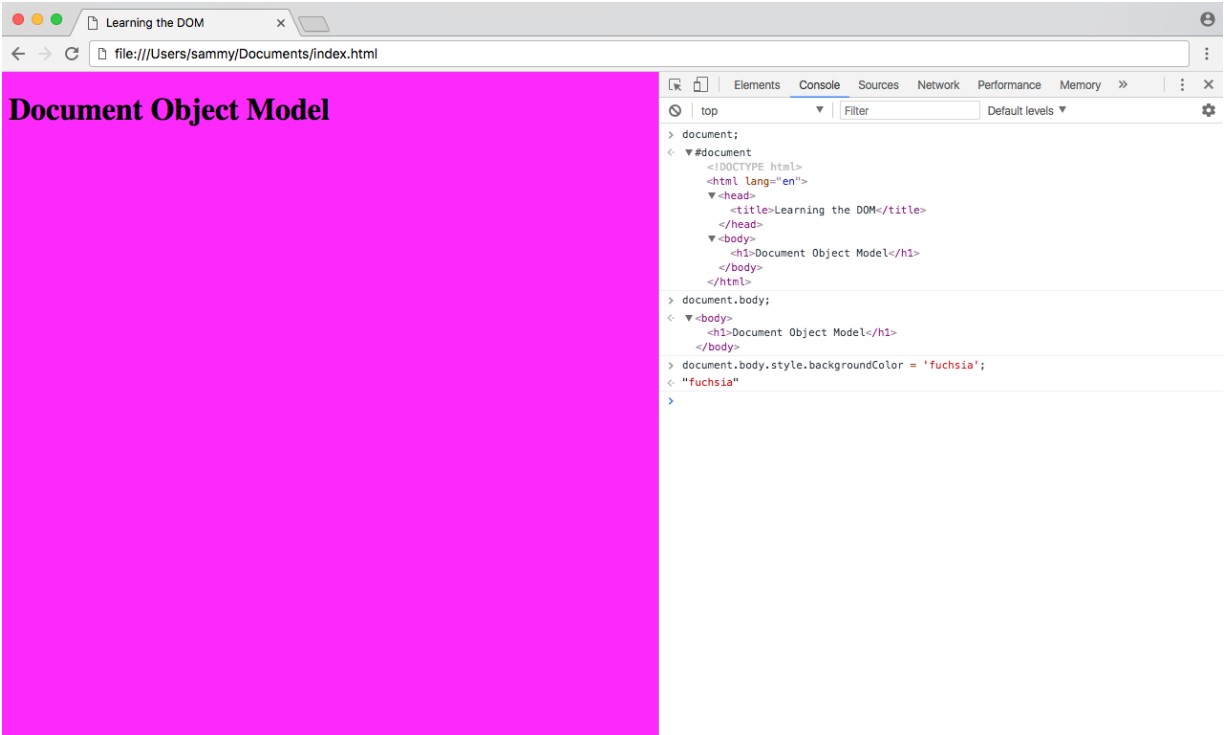 Learning the DOM
file:///Users/sammy/Documents/index.html
Document Object Model
Elements Console Sources Network Performance Memory
top Filter Default levels
document;
#document
<!DOCTYPE html>
<html lang="en">
<head>
<title>Learning the DOM</title>
</head>
<body>
<h1>Document Object Model</h1>
</body>
</html>
document.body;
<body>
<h1>Document Object Model</h1>
</body>
document.body.style.backgroundColor = 'fuchsia';
"fuchsia"